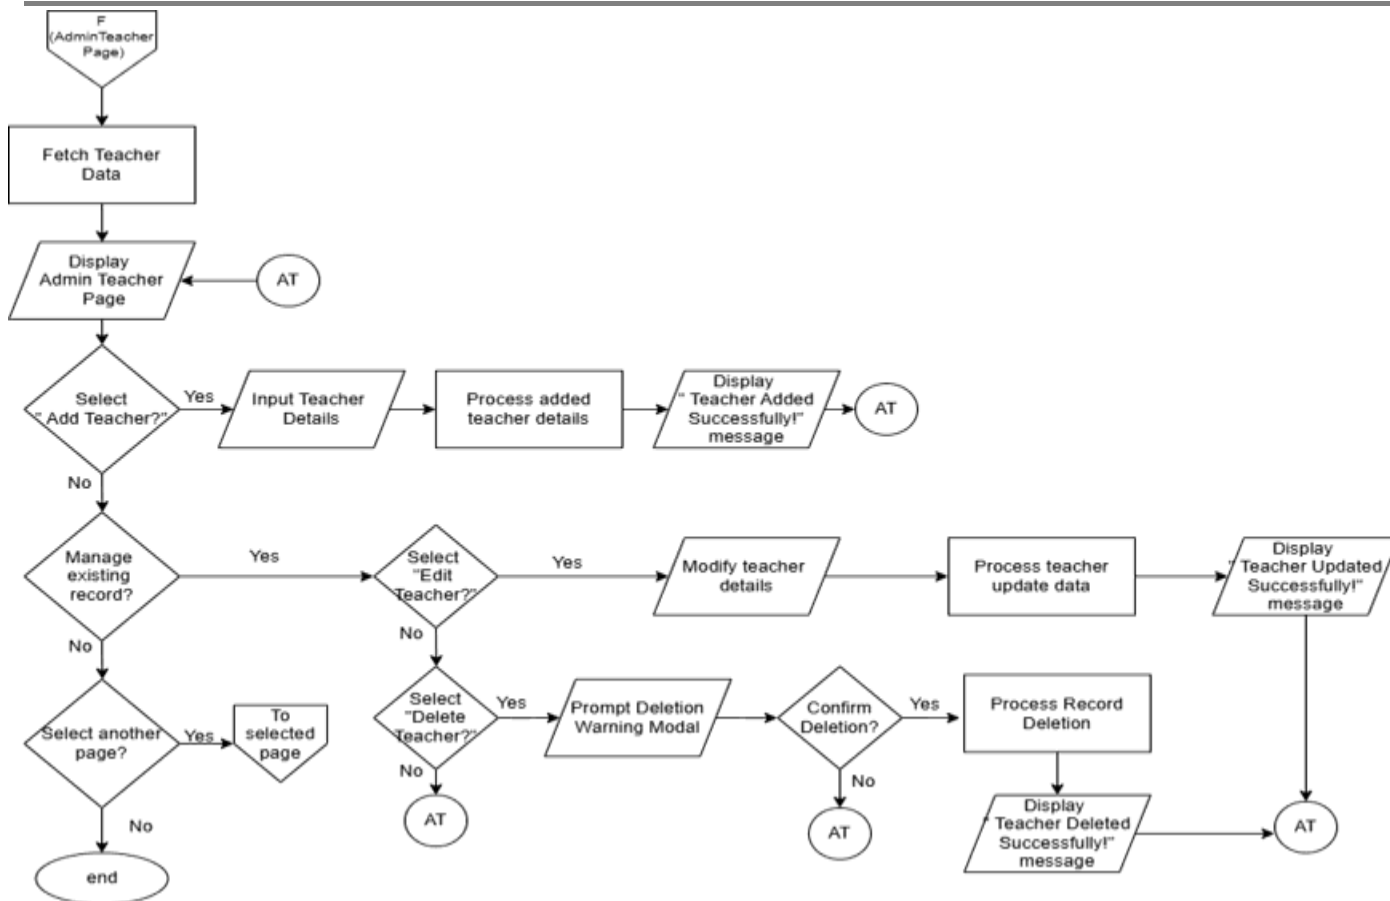 F
(AdminTeacher
Page)
Fetch Teacher
Data
Display
Admin Teacher
Page
AT
Select
" Add Teacher?"
Yes
Input Teacher
Details
Process added
teacher details
Display
" Teacher Added
Successfully!"
message
AT
No
Manage
existing
record?
Yes
Select
"Edit
Teacher?"
Yes
Modify teacher
details
Process teacher
update data
Display
" Teacher Updated
Successfully!"
message
No
No
Select another
page?
Yes
To
selected
page
Select
"Delete
Teacher?"
Yes
Prompt Deletion
Warning Modal
Confirm
Deletion?
Yes
Process Record
Deletion
No
No
No
AT
AT
Display
" Teacher Deleted
Successfully!"
message
AT
end